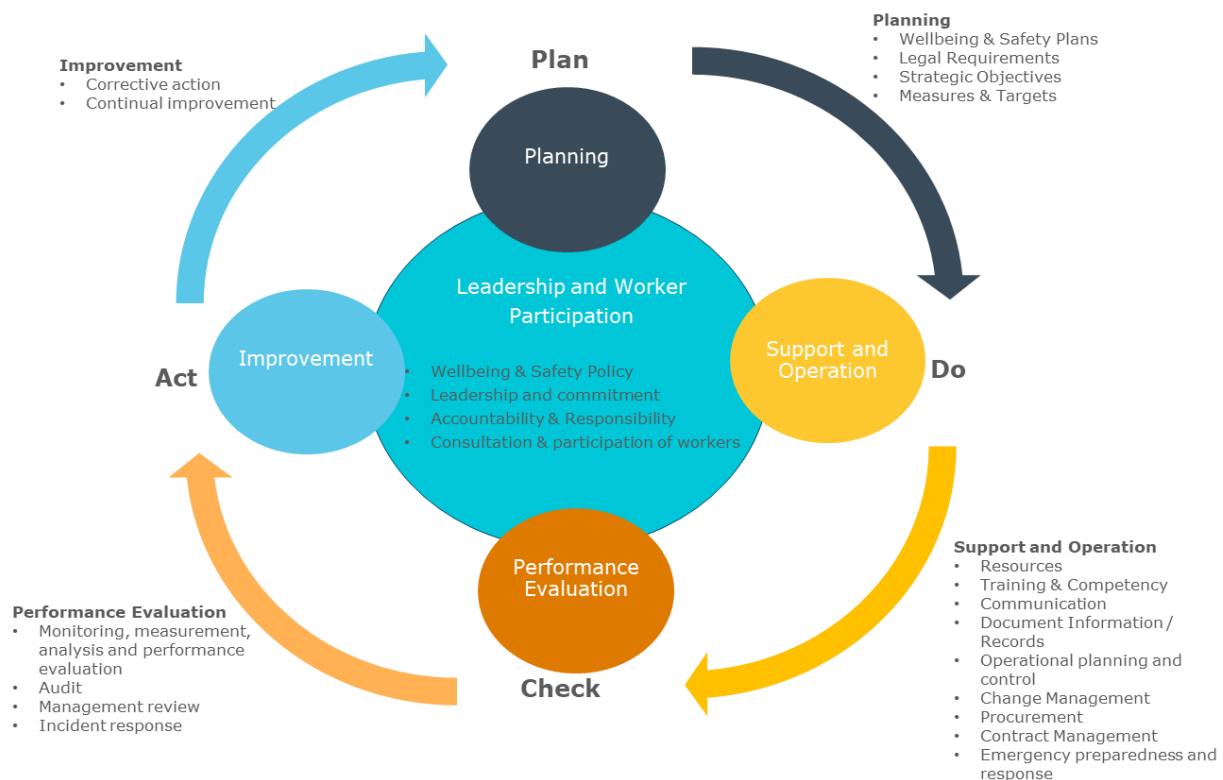 Plan
Planning
• Wellbeing & Safety Plans
• Legal Requirements
• Strategic Objectives
• Measures & Targets
Improvement
• Corrective action
• Continual improvement
Planning
Leadership and Worker
Participation
• Wellbeing & Safety Policy
• Leadership and commitment
• Accountability & Responsibility
• Consultation & participation of workers
Act
Improvement
Support and
Operation
Do
Performance
Evaluation
Check
Support and Operation
• Resources
• Training & Competency
• Communication
• Document Information /
Records
• Operational planning and
control
• Change Management
• Procurement
• Contract Management
• Emergency preparedness and
response
Performance Evaluation
• Monitoring, measurement,
analysis and performance
evaluation
• Audit
• Management review
• Incident response